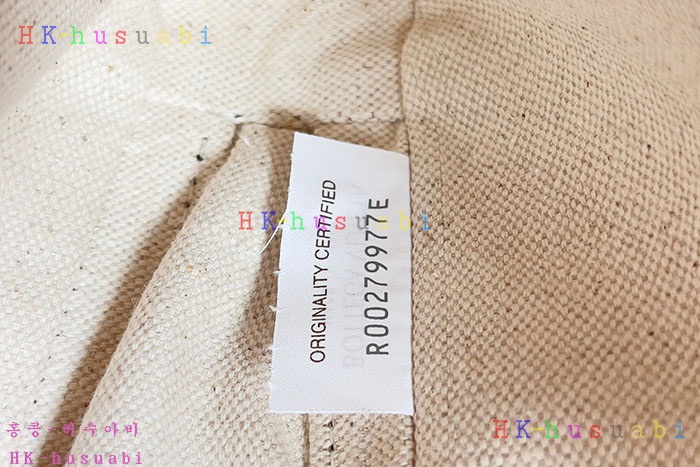 HK-husuabi
ORIGINALITY CERTIFIED
R00279977E
HK-husuabi
홍콩-허수아비
HK-husuabi
HK-husuabi